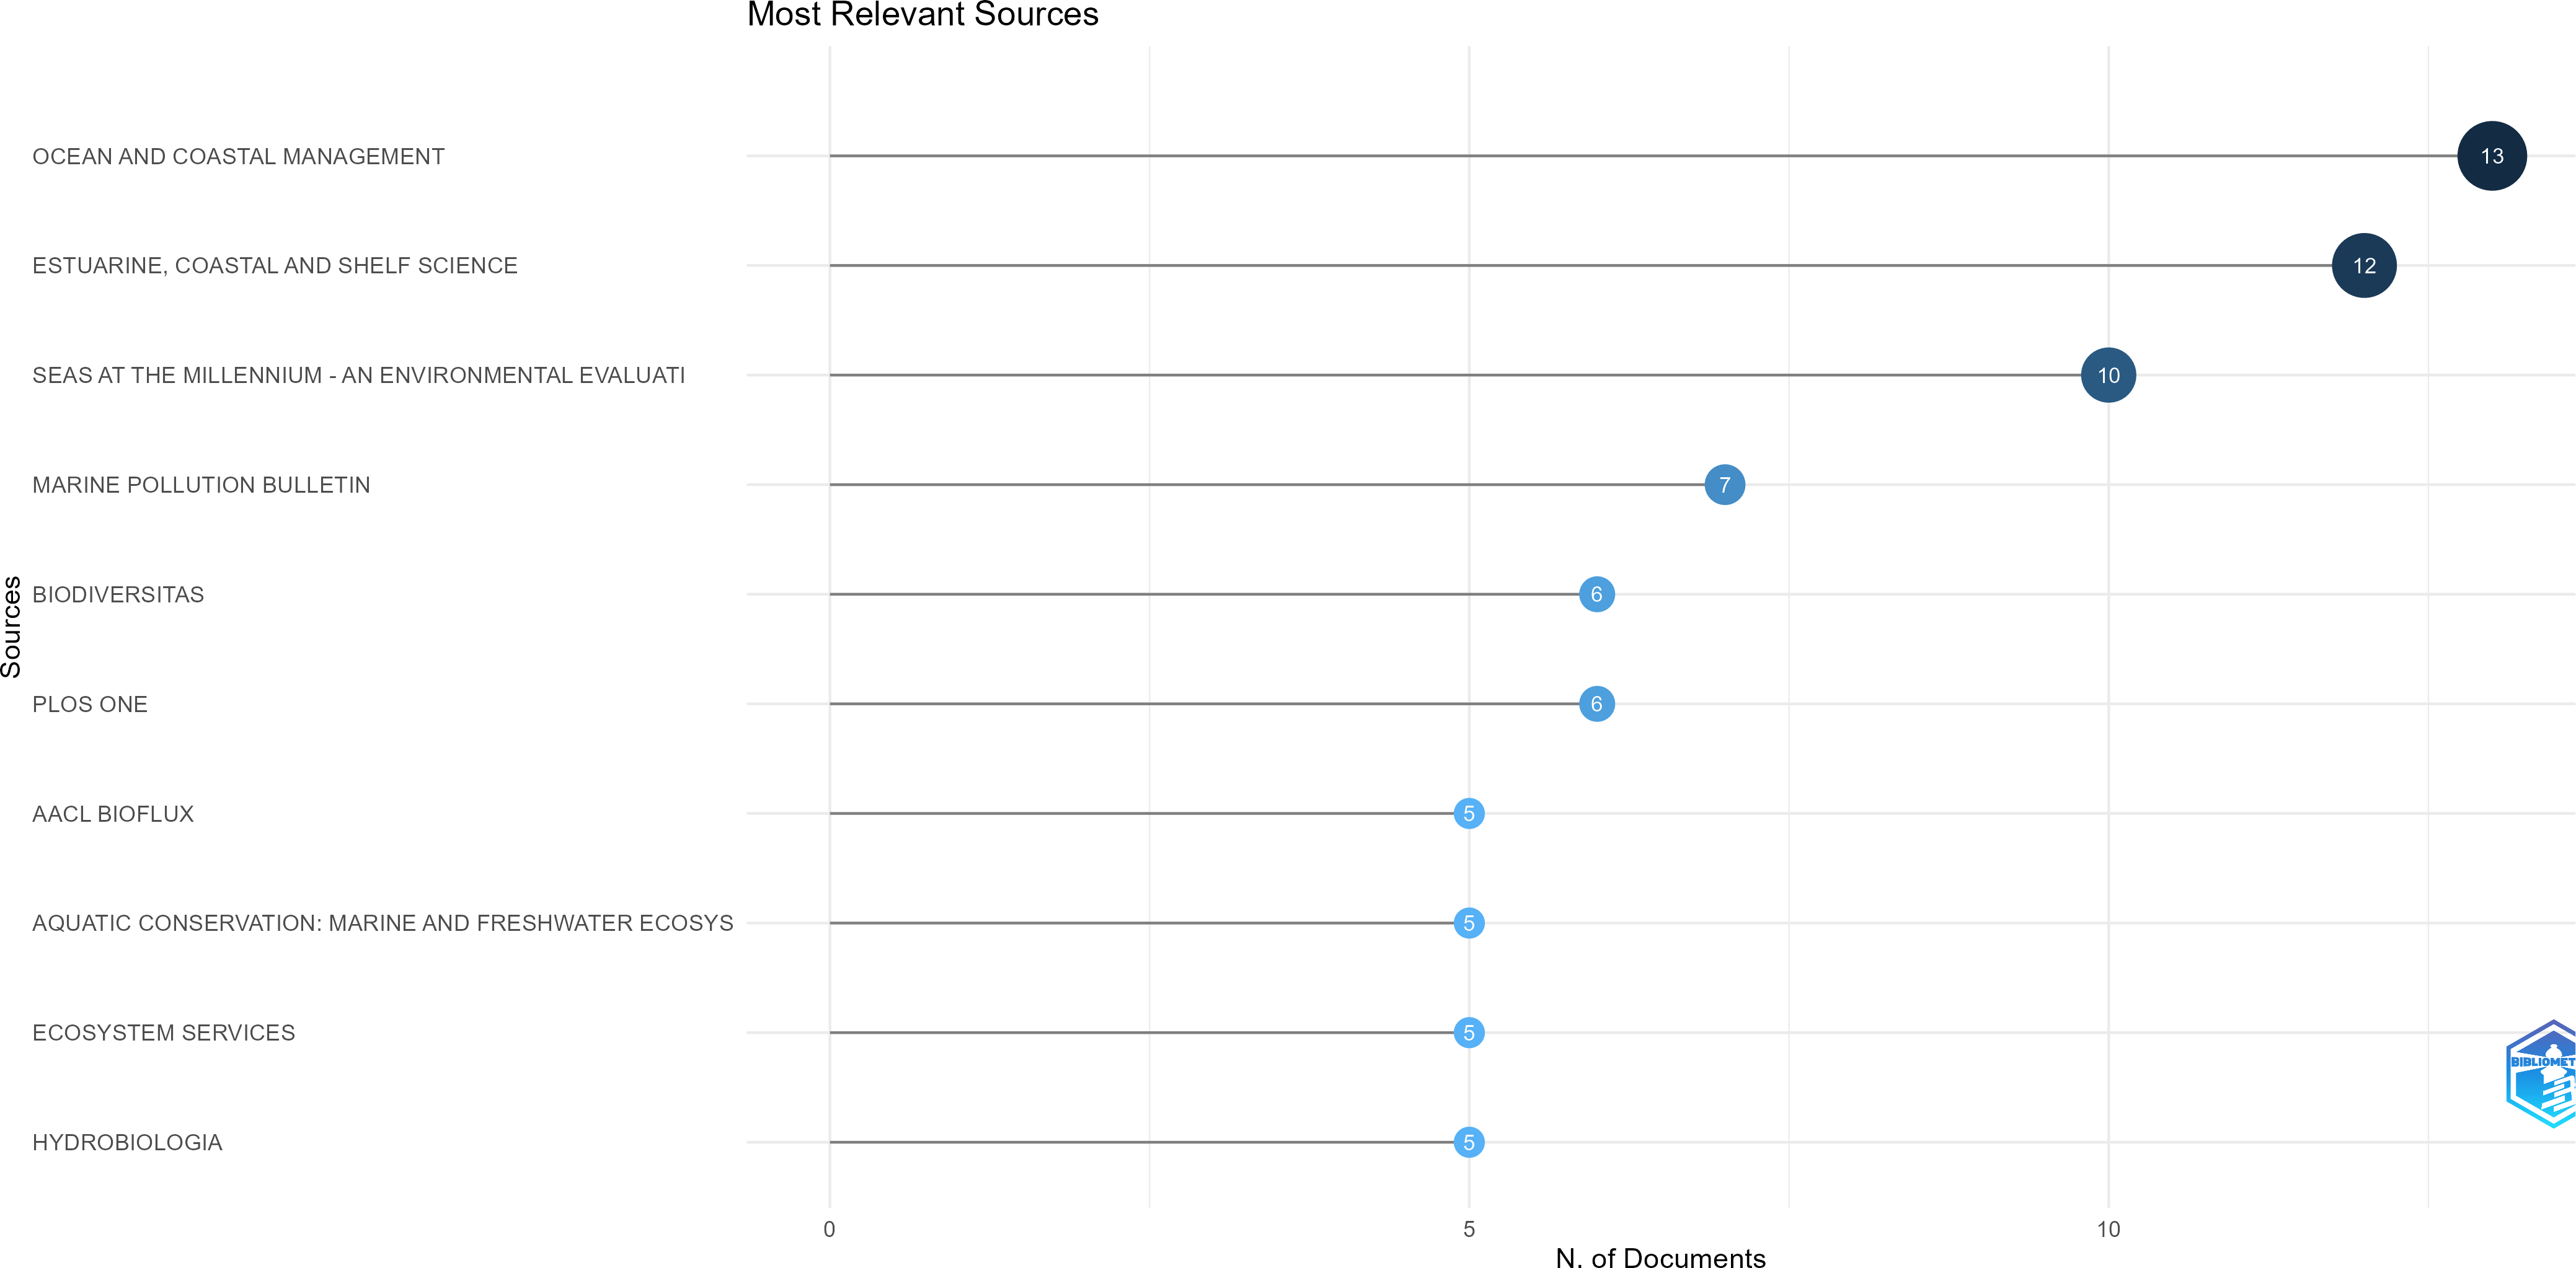 Most Relevant Sources
OCEAN AND COASTAL MANAGEMENT
13
ESTUARINE, COASTAL AND SHELF SCIENCE
12
SEAS AT THE MILLENNIUM - AN ENVIRONMENTAL EVALUATI
10
MARINE POLLUTION BULLETIN
7
BIODIVERSITAS
6
PLOS ONE
6
AACL BIOFLUX
5
AQUATIC CONSERVATION: MARINE AND FRESHWATER ECOSYS
5
ECOSYSTEM SERVICES
5
HYDROBIOLOGIA
5
Sources
0 5 10
N. of Documents
BIBLIOMET